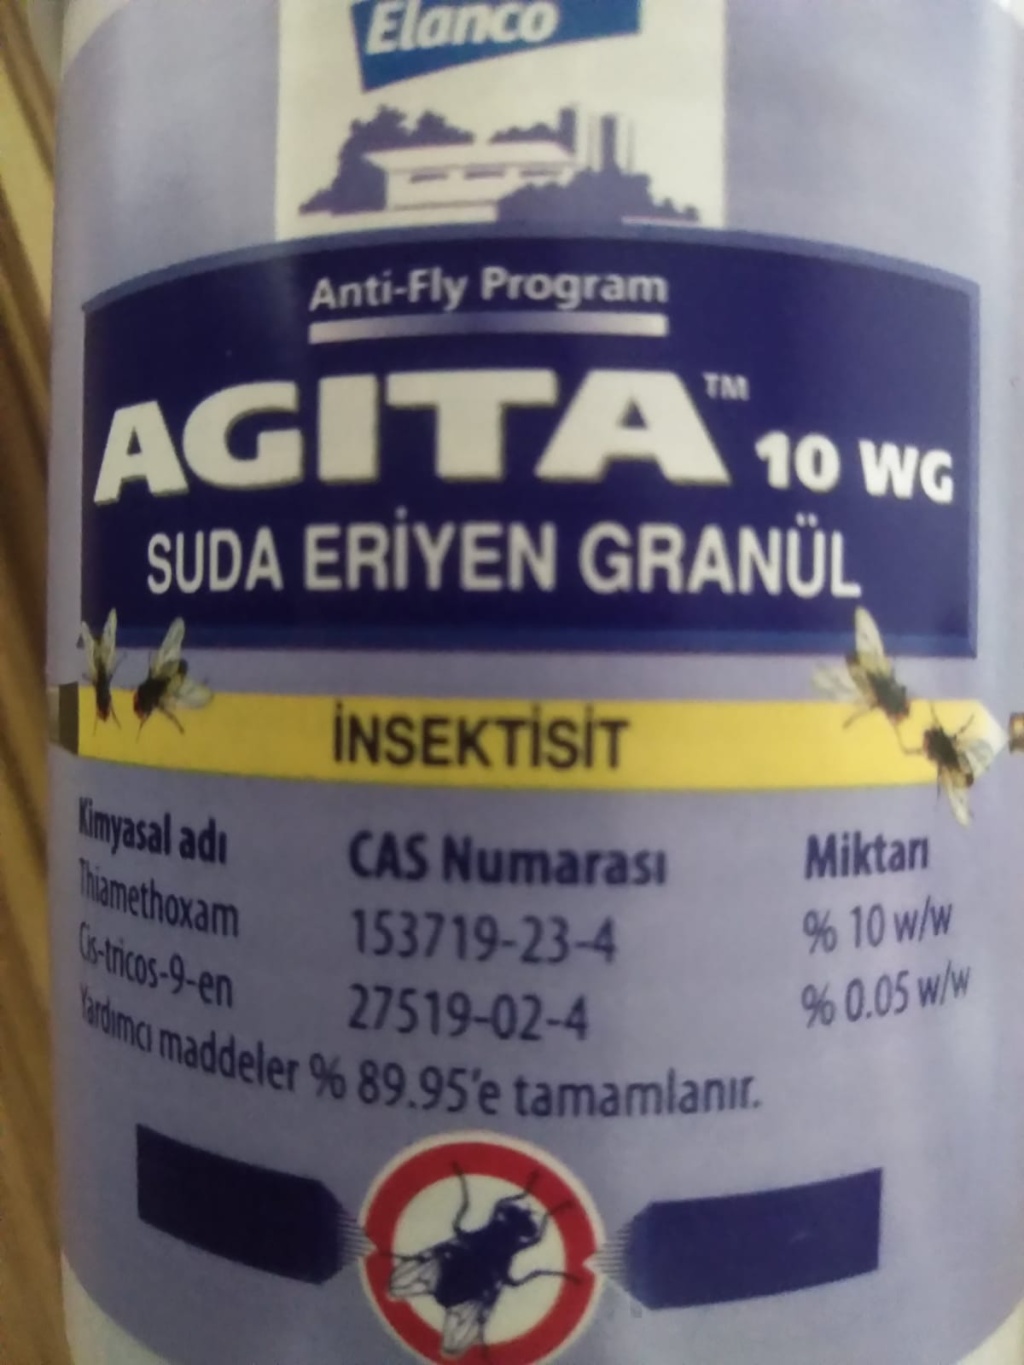 Elanco
Anti-Fly Program
AGITA™ 10 WG
SUDA ERİYEN GRANÜL
İNSEKTİSİT
Kimyasal adı CAS Numarası Miktarı
Thiamethoxam 153719-23-4 % 10 w/w
Cis-tricos-9-en 27519-02-4 % 0.05 w/w
Yardımcı maddeler % 89.95'e tamamlanır.